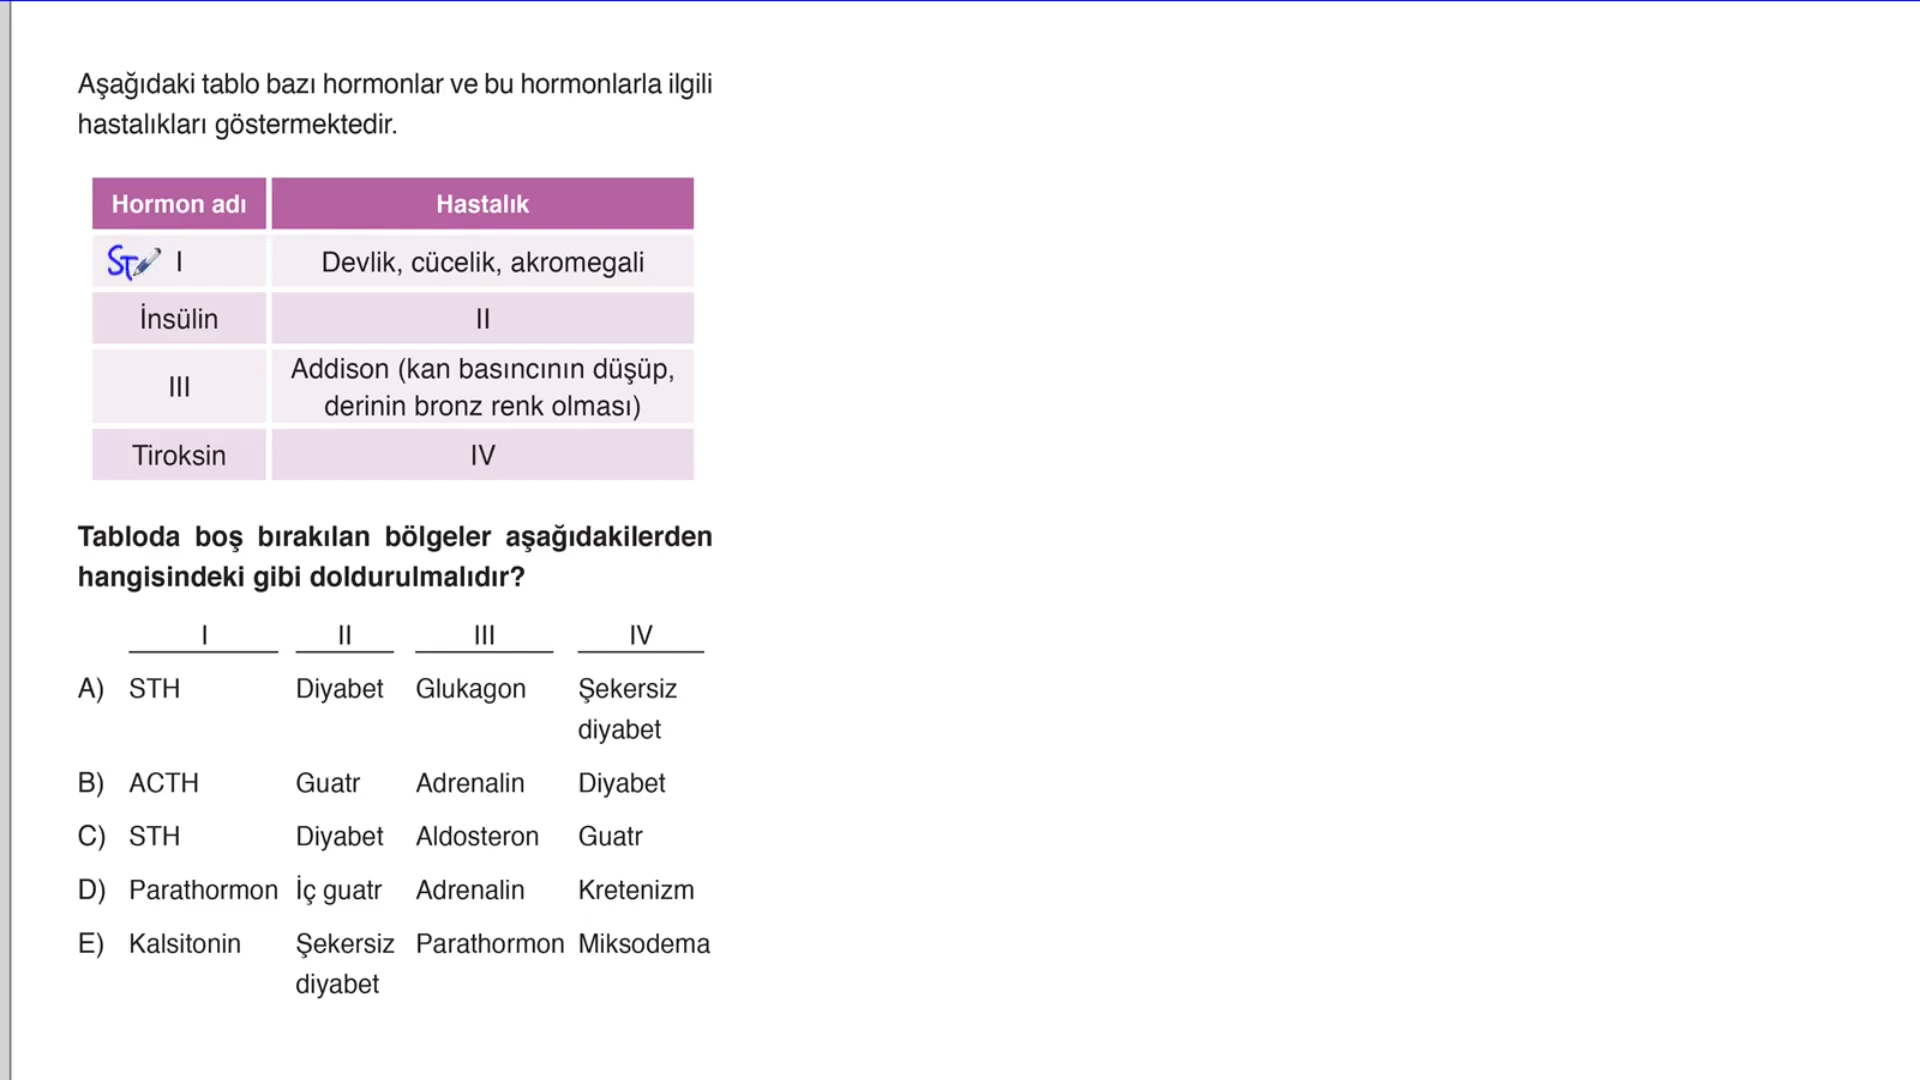 Aşağıdaki tablo bazı hormonlar ve bu hormonlarla ilgili
hastalıkları göstermektedir.
Hormon adı Hastalık
ST I Devlik, cücelik, akromegali
İnsülin II
III Addison (kan basıncının düşüp,
derinin bronz renk olması)
Tiroksin IV
Tabloda boş bırakılan bölgeler aşağıdakilerden
hangisindeki gibi doldurulmalıdır?
I II III IV
A) STH Diyabet Glukagon Şekersiz
diyabet
B) ACTH Guatr Adrenalin Diyabet
C) STH Diyabet Aldosteron Guatr
D) Parathormon İç guatr Adrenalin Kretenizm
E) Kalsitonin Şekersiz Parathormon Miksodema
diyabet